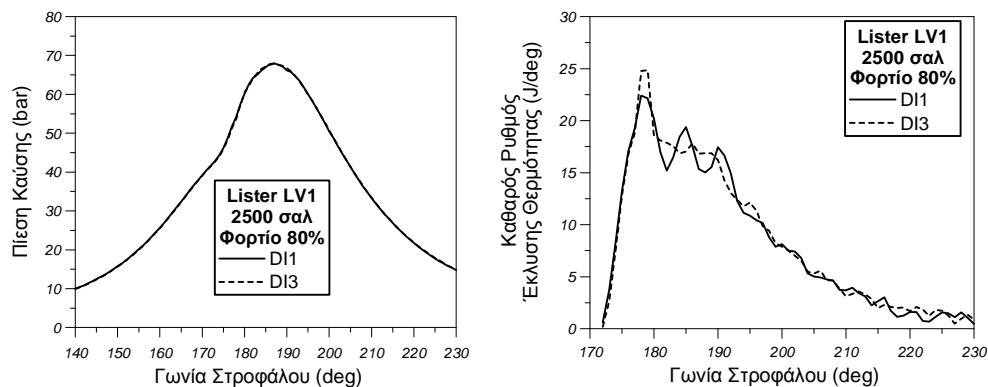 80
70
60
50
40
30
20
10
0
Πίεση Καύσης (bar)
Lister LV1
2500 σαλ
Φορτίο 80%
DI1
DI3
140 150 160 170 180 190 200 210 220 230
Γωνία Στροφάλου (deg)
30
25
20
15
10
5
0
Καθαρός Ρυθμός
Έκλυσης Θερμότητας (J/deg)
Lister LV1
2500 σαλ
Φορτίο 80%
DI1
DI3
170 180 190 200 210 220 230
Γωνία Στροφάλου (deg)